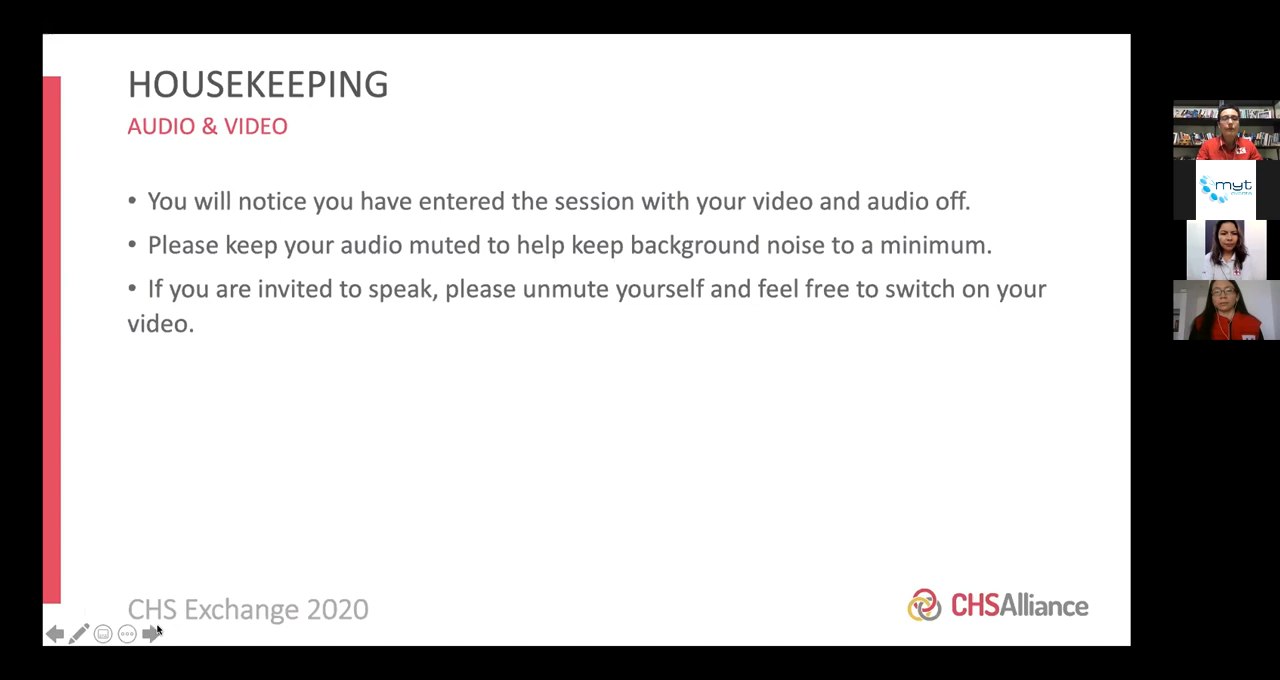 HOUSEKEEPING
AUDIO & VIDEO
• You will notice you have entered the session with your video and audio off.
• Please keep your audio muted to help keep background noise to a minimum.
• If you are invited to speak, please unmute yourself and feel free to switch on your
video.
CHS Exchange 2020
CHSAlliance
myt